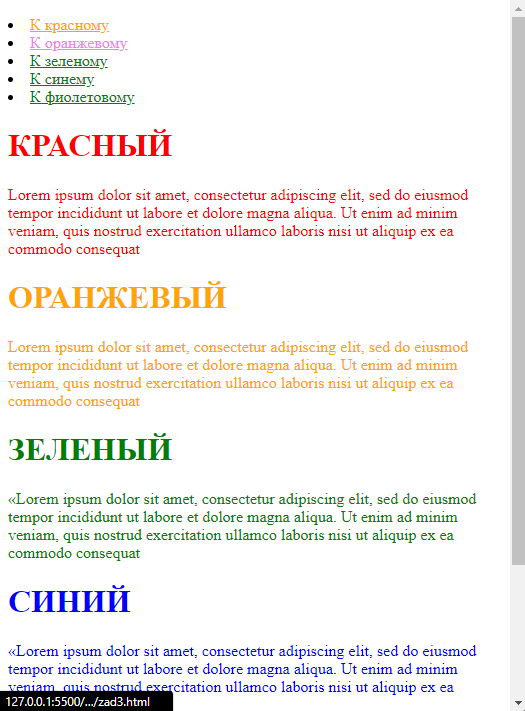 К красному
К оранжевому
К зеленому
К синему
К фиолетовому
КРАСНЫЙ
Lorem ipsum dolor sit amet, consectetur adipiscing elit, sed do eiusmod
tempor incididunt ut labore et dolore magna aliqua. Ut enim ad minim
veniam, quis nostrud exercitation ullamco laboris nisi ut aliquip ex ea
commodo consequat
ОРАНЖЕВЫЙ
Lorem ipsum dolor sit amet, consectetur adipiscing elit, sed do eiusmod
tempor incididunt ut labore et dolore magna aliqua. Ut enim ad minim
veniam, quis nostrud exercitation ullamco laboris nisi ut aliquip ex ea
commodo consequat
ЗЕЛЕНЫЙ
«Lorem ipsum dolor sit amet, consectetur adipiscing elit, sed do eiusmod
tempor incididunt ut labore et dolore magna aliqua. Ut enim ad minim
veniam, quis nostrud exercitation ullamco laboris nisi ut aliquip ex ea
commodo consequat
СИНИЙ
«Lorem ipsum dolor sit amet, consectetur adipiscing elit, sed do eiusmod
tempor incididunt ut labore et dolore magna aliqua. Ut enim ad minim
veniam, quis nostrud exercitation ullamco laboris nisi ut aliquip ex ea
127.0.0.1:5500/.../zad3.html